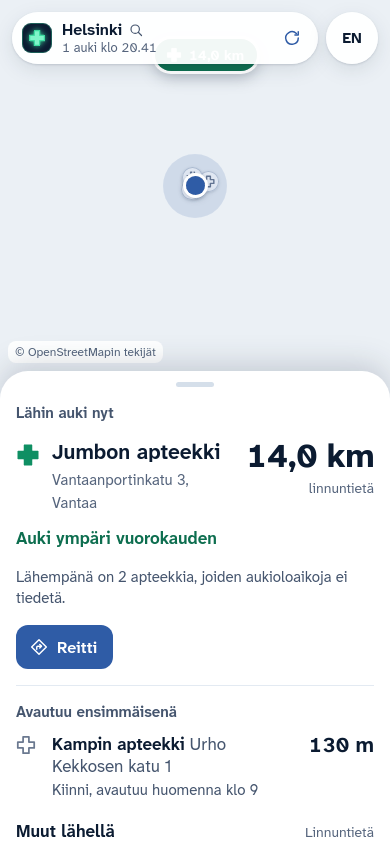 Helsinki
1 auki klo 20.41
14,0 km
EN
© OpenStreetMapin tekijät
Lähin auki nyt
Jumbon apteekki
14,0 km
Vantaanportinkatu 3,
Vantaa
linnuntietä
Auki ympäri vuorokauden
Lähempänä on 2 apteekkia, joiden aukioloaikoja ei
tiedetä.
Reitti
Avautuu ensimmäisenä
Kampin apteekki Urho
Kekkosen katu 1
130 m
Kiinni, avautuu huomenna klo 9
Muut lähellä
Linnuntietä